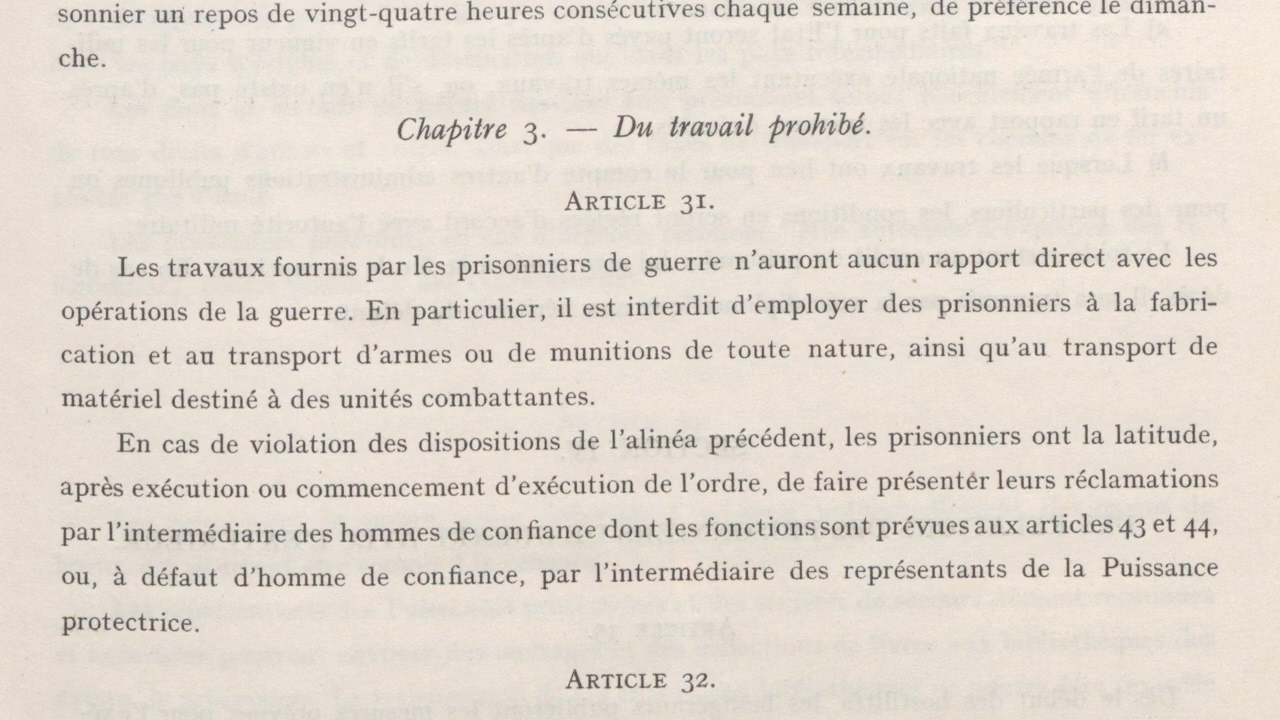 sonnier un repos de vingt-quatre heures consécutives chaque semaine, de préférence le diman-
che.
Chapitre 3. — Du travail prohibé.
ARTICLE 31.
Les travaux fournis par les prisonniers de guerre n'auront aucun rapport direct avec les
opérations de la guerre. En particulier, il est interdit d'employer des prisonniers à la fabri-
cation et au transport d'armes ou de munitions de toute nature, ainsi qu'au transport de
matériel destiné à des unités combattantes.
En cas de violation des dispositions de l'alinéa précédent, les prisonniers ont la latitude,
après exécution ou commencement d'exécution de l'ordre, de faire présenter leurs réclamations
par l'intermédiaire des hommes de confiance dont les fonctions sont prévues aux articles 43 et 44,
ou, à défaut d'homme de confiance, par l'intermédiaire des représentants de la Puissance
protectrice.
ARTICLE 32.